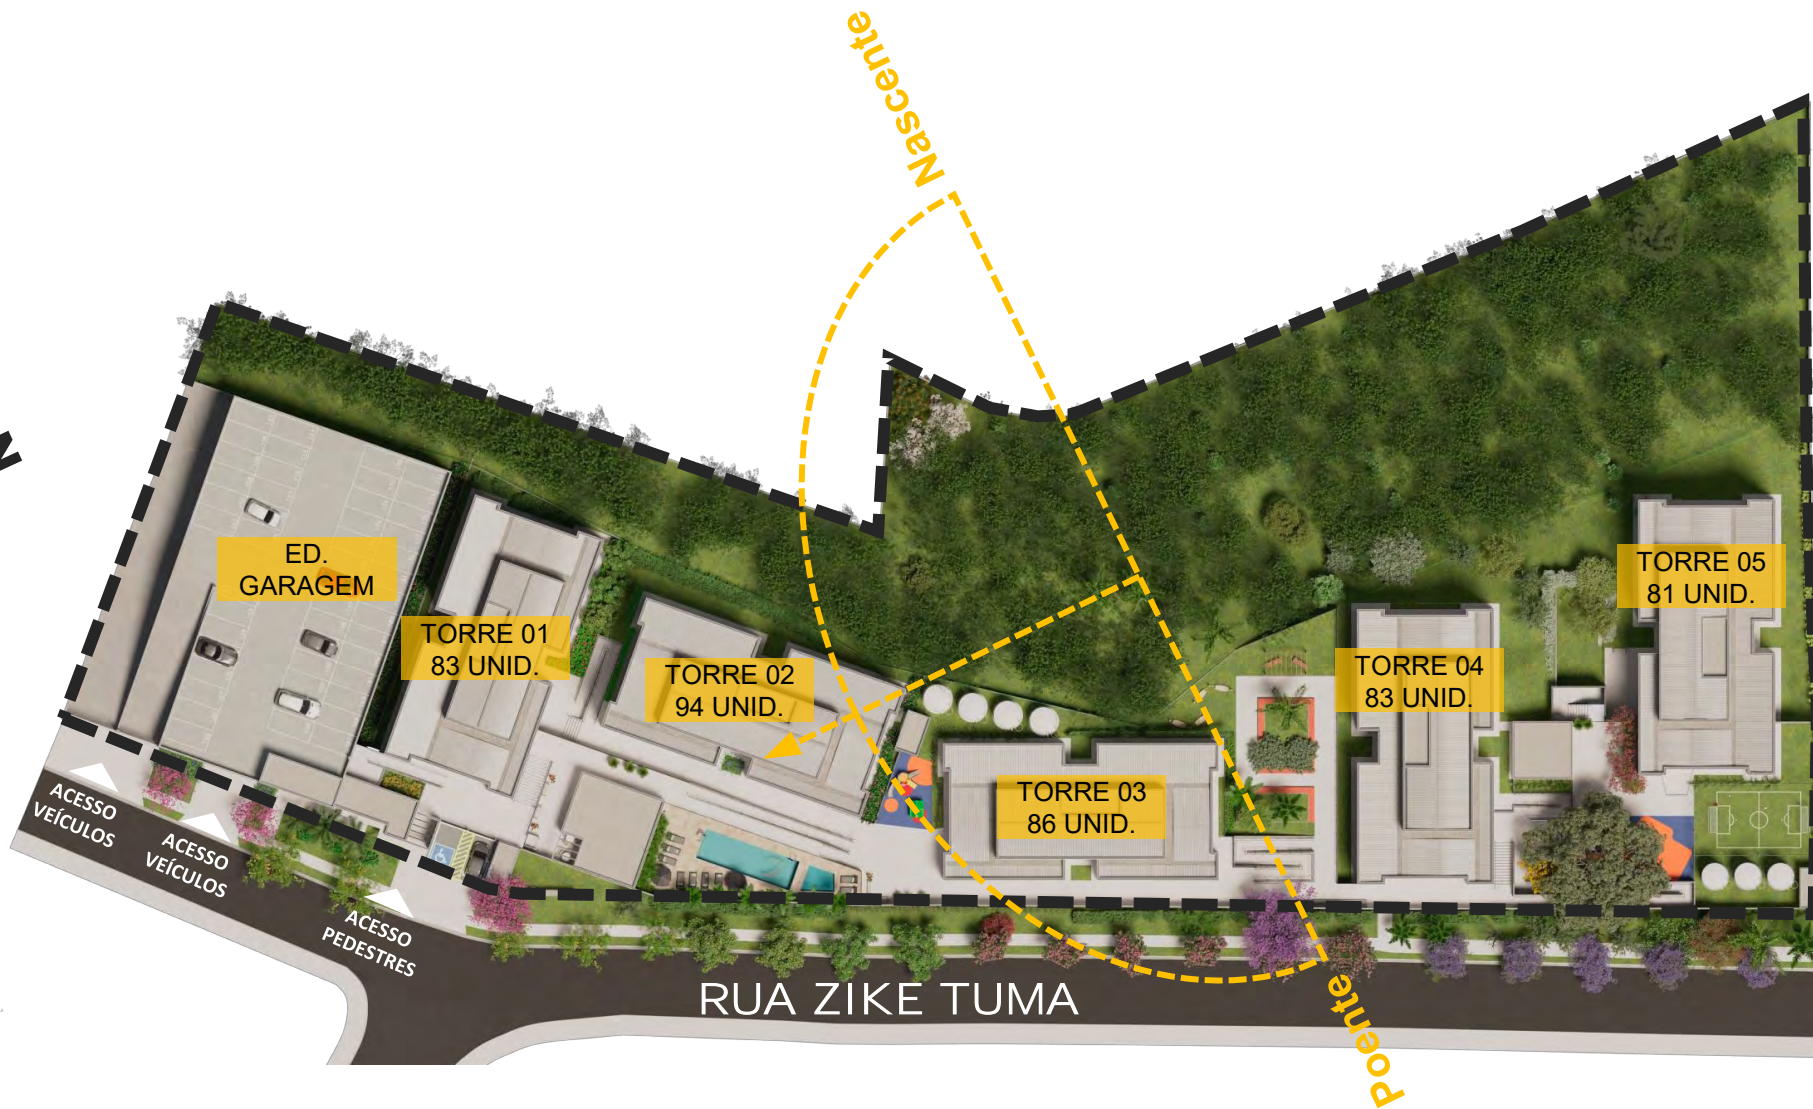 Nascente
ED.
GARAGEM
TORRE 01
83 UNID.
TORRE 02
94 UNID.
TORRE 03
86 UNID.
TORRE 04
83 UNID.
TORRE 05
81 UNID.
ACESSO
VEÍCULOS
ACESSO
VEÍCULOS
ACESSO
PEDESTRES
RUA ZIKE TUMA
Poente